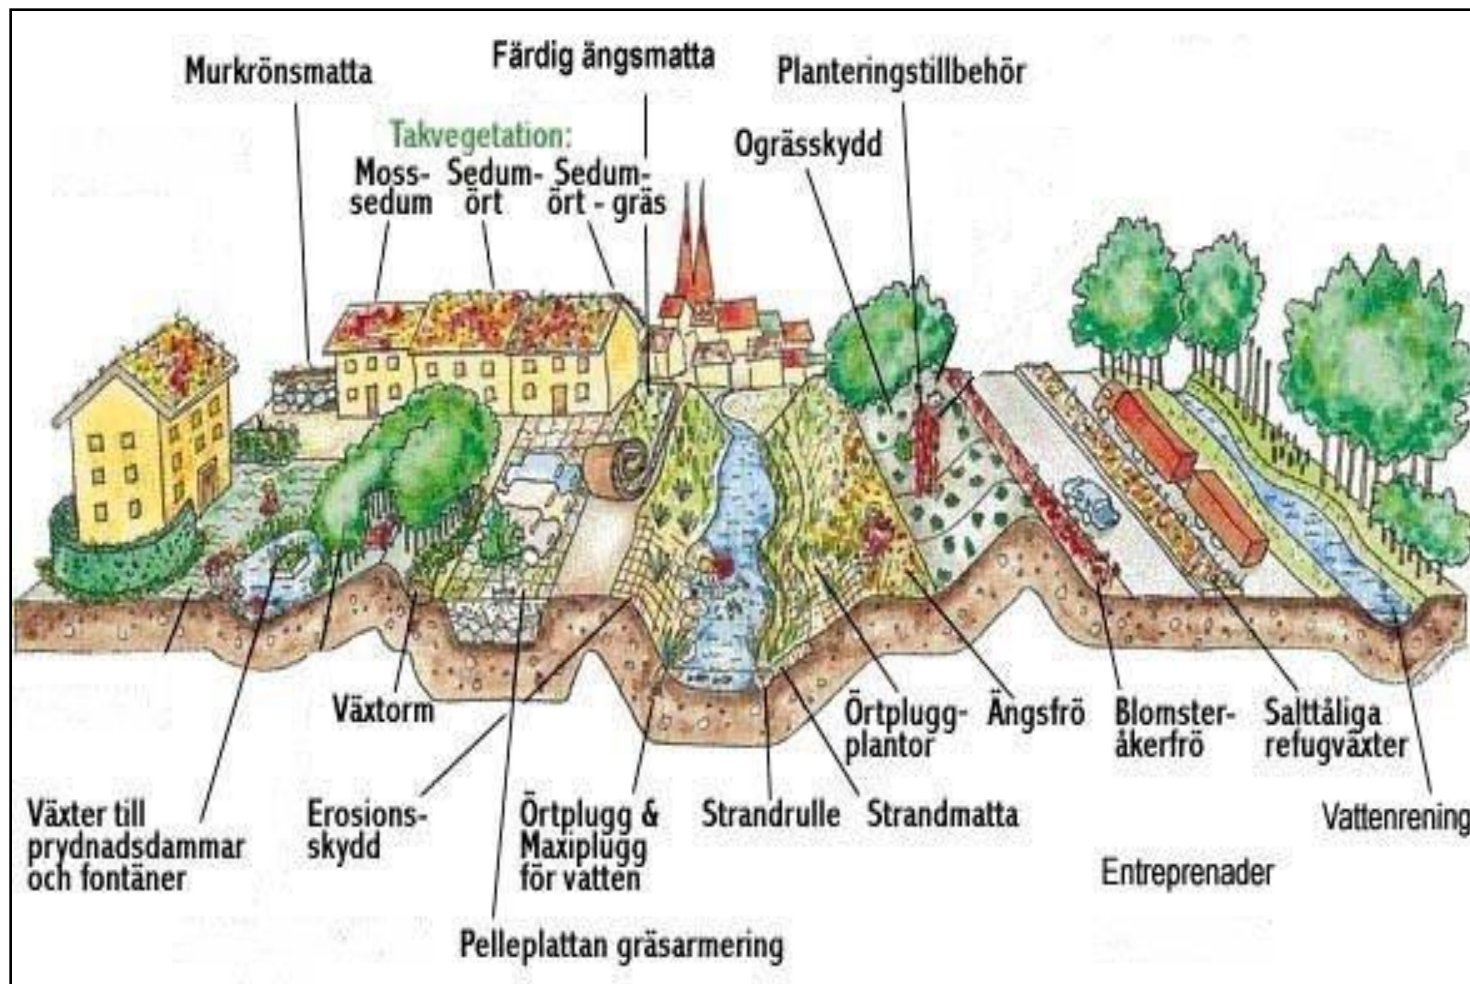 Murkrönsmatta
Färdig ängsmatta
Planteringstillbehör
Takvegetation:
Moss-
sedum
Sedum-
ört
Sedum-
ört - gräs
Ogrässkydd
Växtorm
Örtplugg-
plantor
Ängsfrö
Blomster-
åkerfrö
Salttåliga
refugväxter
Växter till
prydnadsdammar
och fontäner
Erosions-
skydd
Örtplugg &
Maxiplugg
för vatten
Strandrulle
Strandmatta
Vattenrening
Entreprenader
Pelleplattan gräsarmering